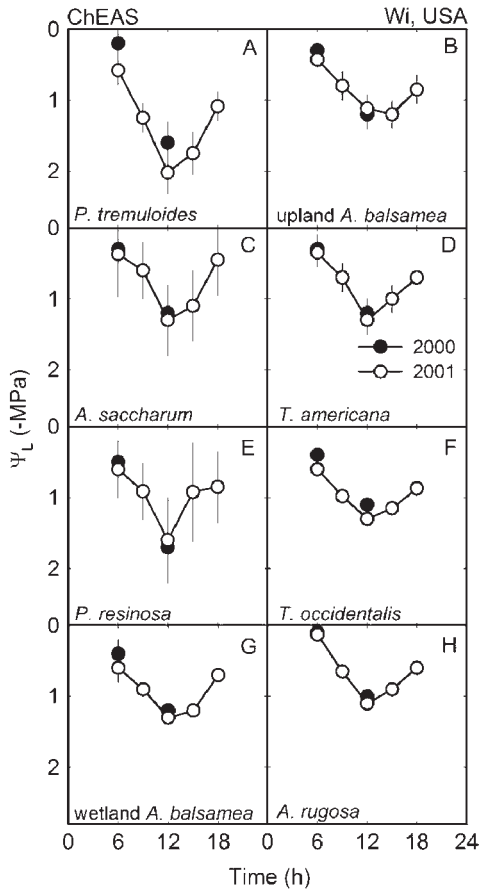 ChEAS Wi, USA
0 A B
1
2
P. tremuloides upland A. balsamea
0 C D
1
2000
2001
2
A. saccharum T. americana
ΨL (-MPa)
0 E F
1
2
P. resinosa T. occidentalis
0 G H
1
2
wetland A. balsamea A. rugosa
0 6 12 18 0 6 12 18 24
Time (h)